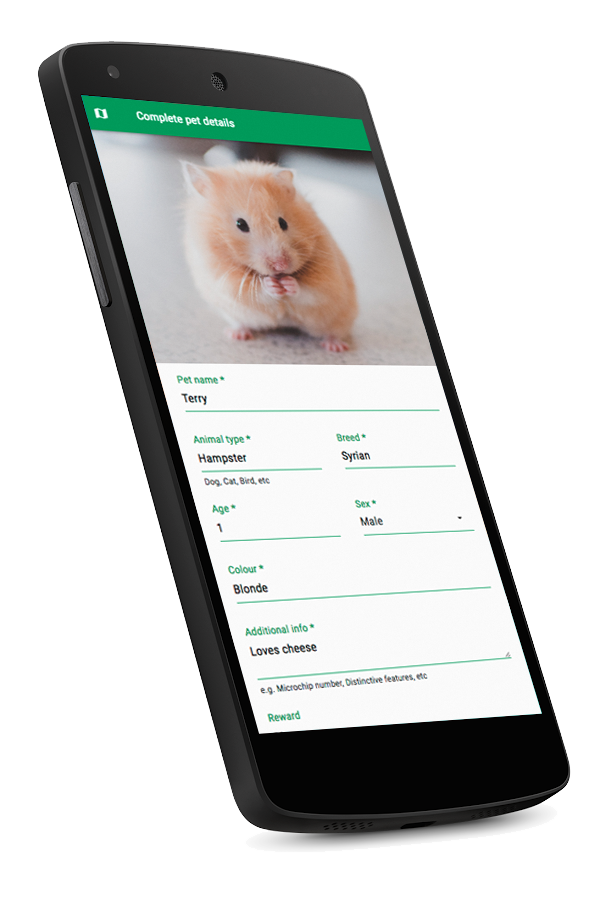 Complete pet details
Pet name *
Terry
Animal type *
Breed *
Hampster
Syrian
Dog, Cat, Bird, etc
Age *
Sex *
1
Male
Colour *
Blonde
Additional info *
Loves cheese
e.g. Microchip number, Distinctive features, etc
Reward